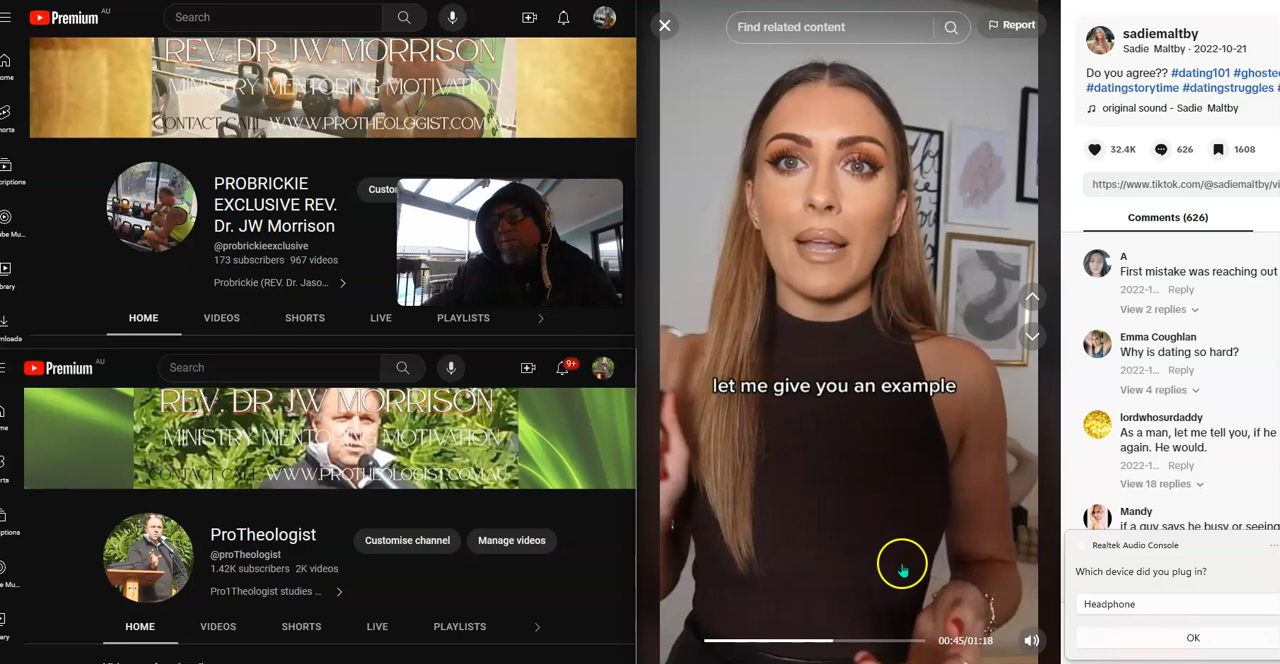 Premium AU
Search
REV. DR. JW MORRISON
MINISTRY MENTORING MOTIVATION
CONTACT CALL WWW.PROTHEOLOGIST.COM.AU
PROBRICKIE
EXCLUSIVE REV.
Dr. JW Morrison
@probrickieexclusive
173 subscribers 967 videos
Probrickie (REV. Dr. Jaso...
HOME VIDEOS SHORTS LIVE PLAYLISTS
Premium AU
Search
9+
REV. DR. JW MORRISON
MINISTRY MENTORING MOTIVATION
CONTACT CALL WWW.PROTHEOLOGIST.COM.AU
ProTheologist
@proTheologist
1.42K subscribers 2K videos
Pro1Theologist studies ...
Customise channel
Manage videos
HOME VIDEOS SHORTS LIVE PLAYLISTS
Find related content
Report
let me give you an example
00:45/01:18
sadiemaltby
Sadie Maltby · 2022-10-21
Do you agree?? #dating101 #ghoste
#datingstorytime #datingstruggles
original sound - Sadie Maltby
32.4K 626 1608
https://www.tiktok.com/@sadiemaltby/vi
Comments (626)
A
First mistake was reaching out
2022-1... Reply
View 2 replies
Emma Coughlan
Why is dating so hard?
2022-1... Reply
View 4 replies
lordwhosurdaddy
As a man, let me tell you, if he
again. He would.
2022-1... Reply
View 18 replies
Mandy
if a guy says he busy or seeing
Realtek Audio Console
Which device did you plug in?
Headphone
OK